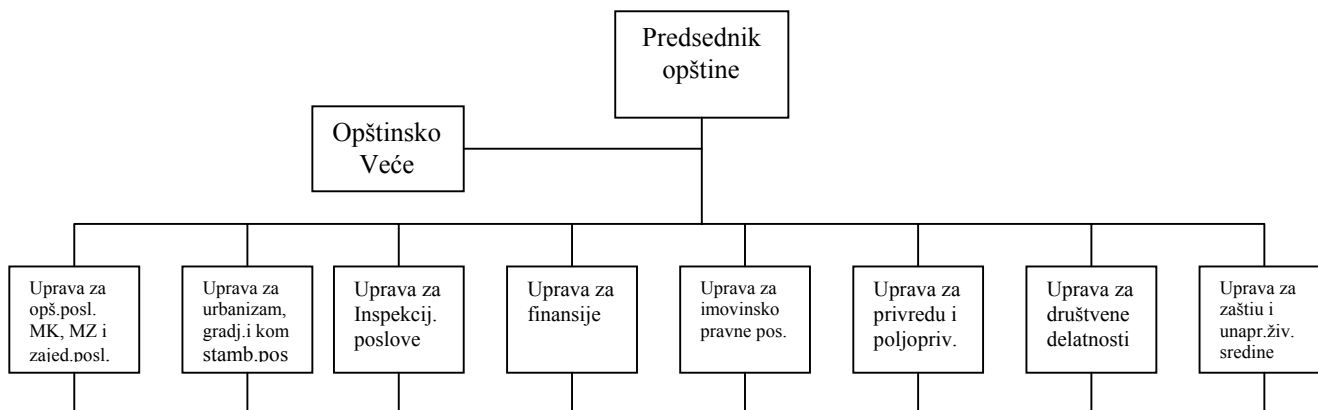 Predsednik
opštine
Opštinsko
Veće
Uprava za
opš.posl.
MK, MZ i
zajed.posl.
Uprava za
urbanizam,
gradj.i kom
stamb.pos
Uprava za
Inspekcij.
poslove
Uprava za
finansije
Uprava za
imovinsko
pravne pos.
Uprava za
privredu i
poljopriv.
Uprava za
društvene
delatnosti
Uprava za
zaštiu i
unapr.živ.
sredine